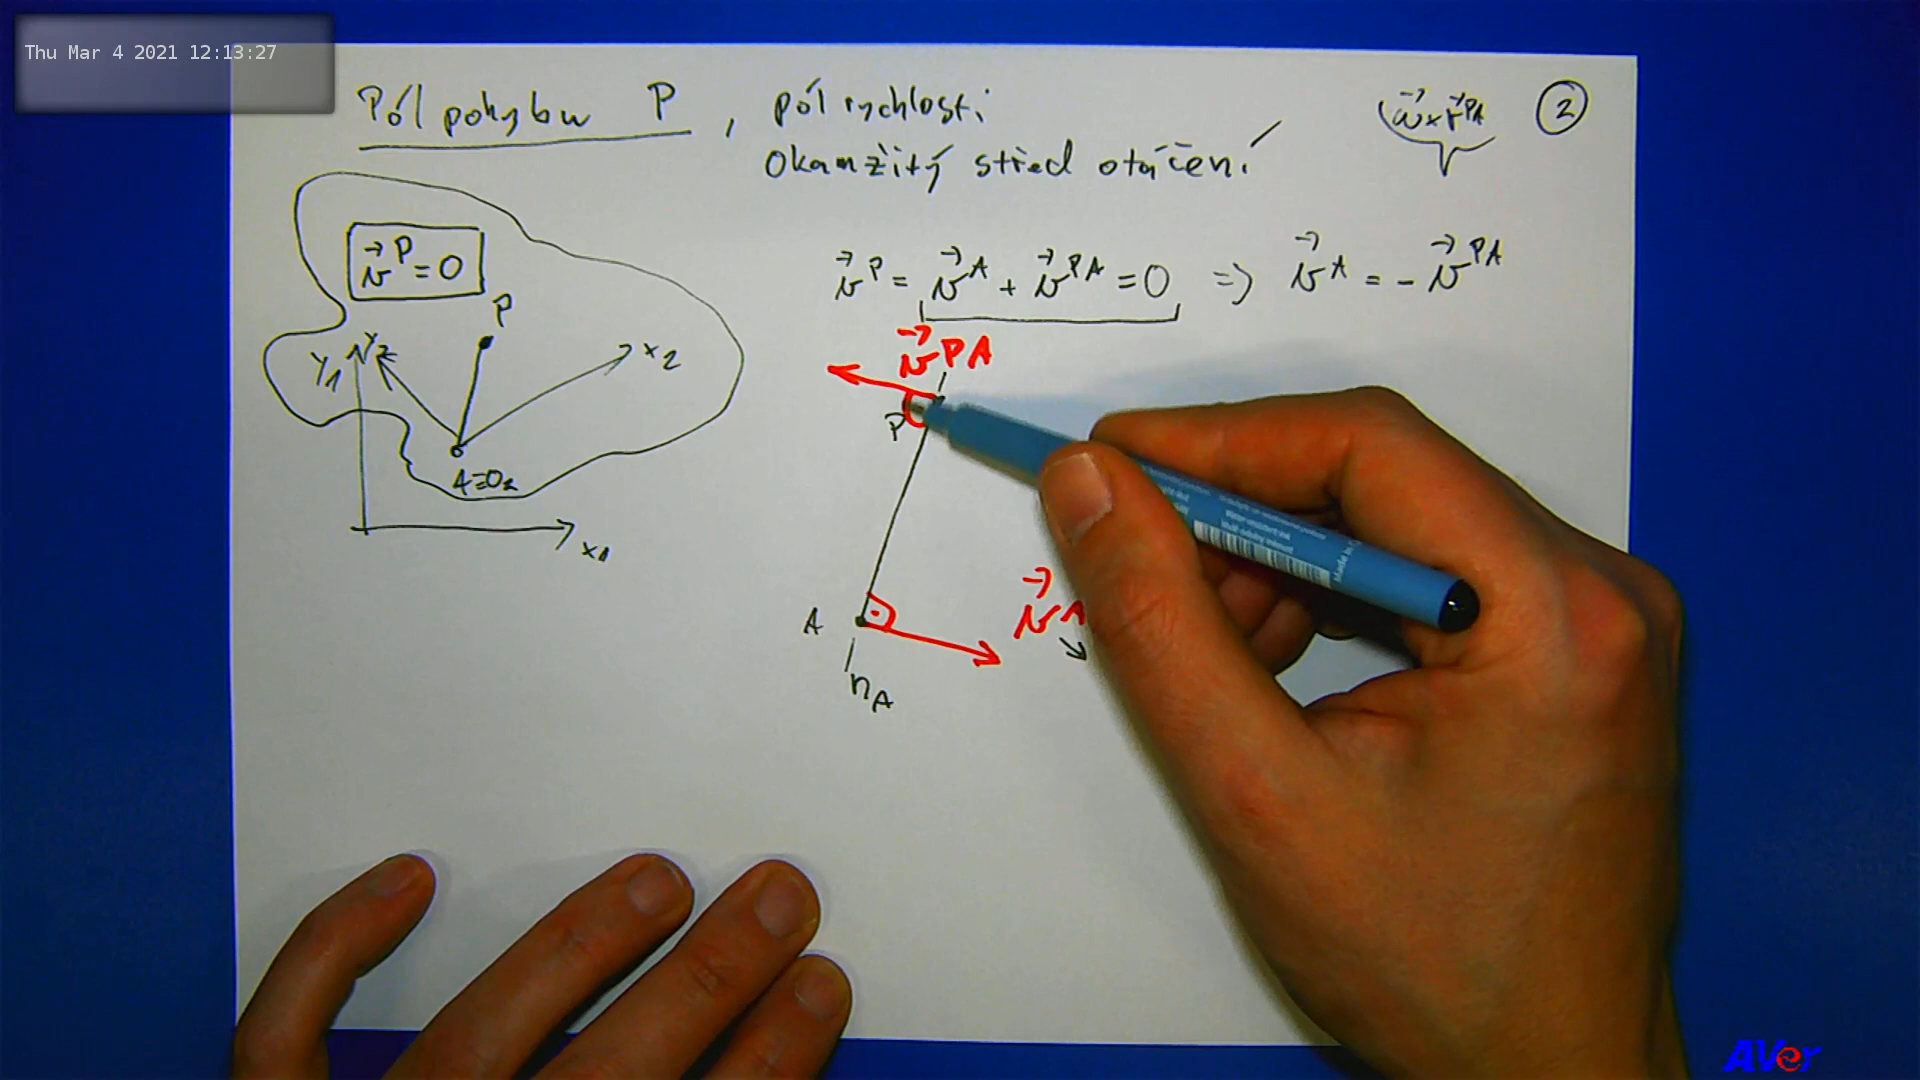 Thu Mar 4 2021 12:13:27
Pól pohybu P, pól rychlosti
Okamžitý střed otáčení
ω⃗ × r⃗ᴾᴬ
2
v⃗ᴾ = 0
P
Y₁
Y₂
x₂
A≡O₂
x₁
v⃗ᴾ = v⃗ᴬ + v⃗ᴾᴬ = 0 ⇒ v⃗ᴬ = - v⃗ᴾᴬ
v⃗ᴾᴬ
P
A
v⃗ᴬ
n_A
AVer